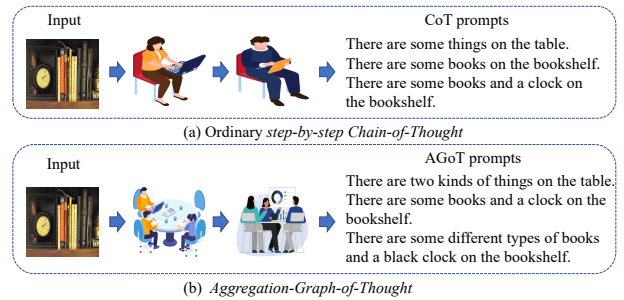 Input
CoT prompts
There are some things on the table.
There are some books on the bookshelf.
There are some books and a clock on
the bookshelf.
(a) Ordinary step-by-step Chain-of-Thought
Input
AGoT prompts
There are two kinds of things on the table.
There are some books and a clock on the
bookshelf.
There are some different types of books
and a black clock on the bookshelf.
(b) Aggregation-Graph-of-Thought